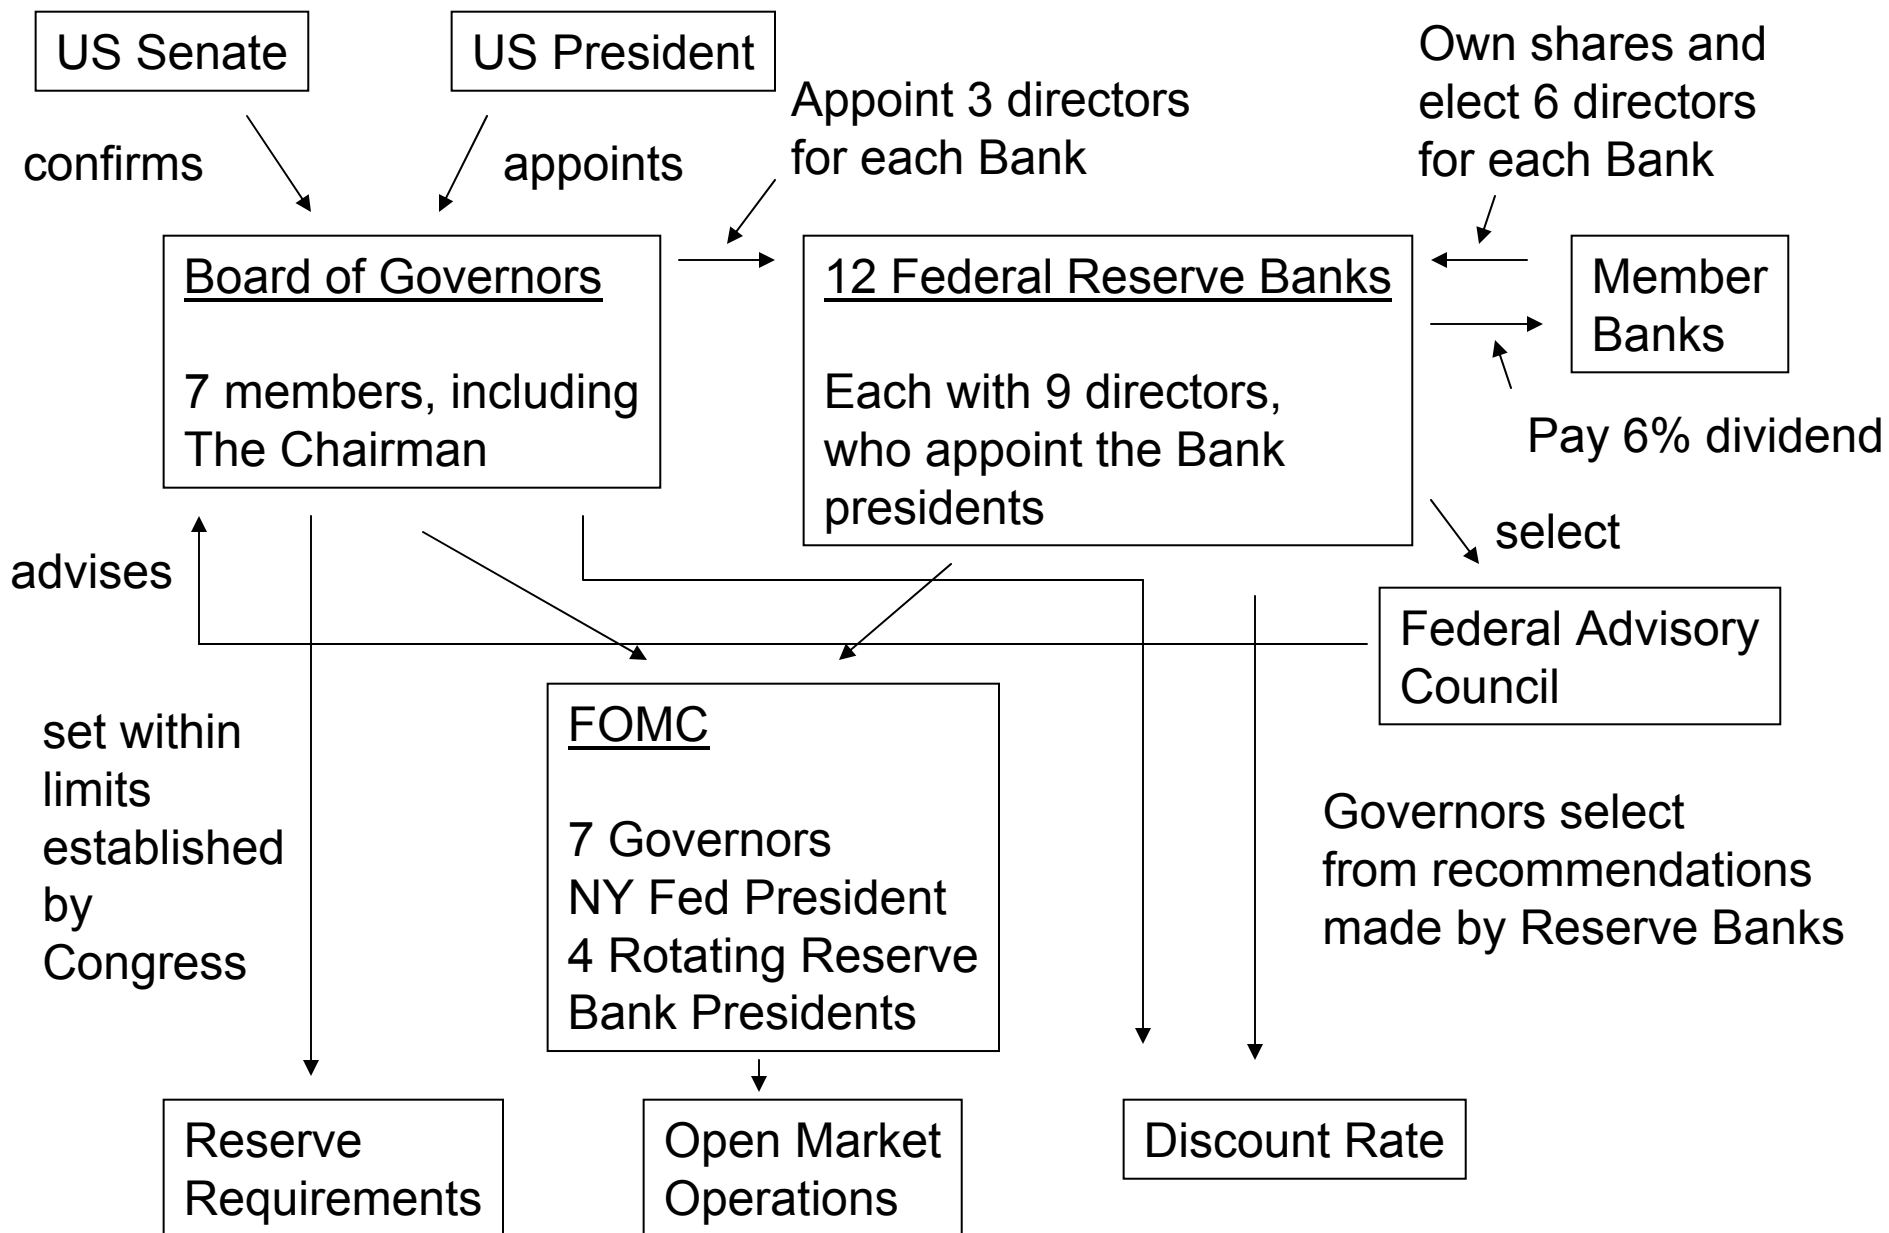 US Senate
US President
Appoint 3 directors
for each Bank
Own shares and
elect 6 directors
for each Bank
confirms
appoints
Board of Governors
7 members, including
The Chairman
12 Federal Reserve Banks
Each with 9 directors,
who appoint the Bank
presidents
Member
Banks
Pay 6% dividend
select
advises
Federal Advisory
Council
set within
limits
established
by
Congress
FOMC
7 Governors
NY Fed President
4 Rotating Reserve
Bank Presidents
Governors select
from recommendations
made by Reserve Banks
Reserve
Requirements
Open Market
Operations
Discount Rate